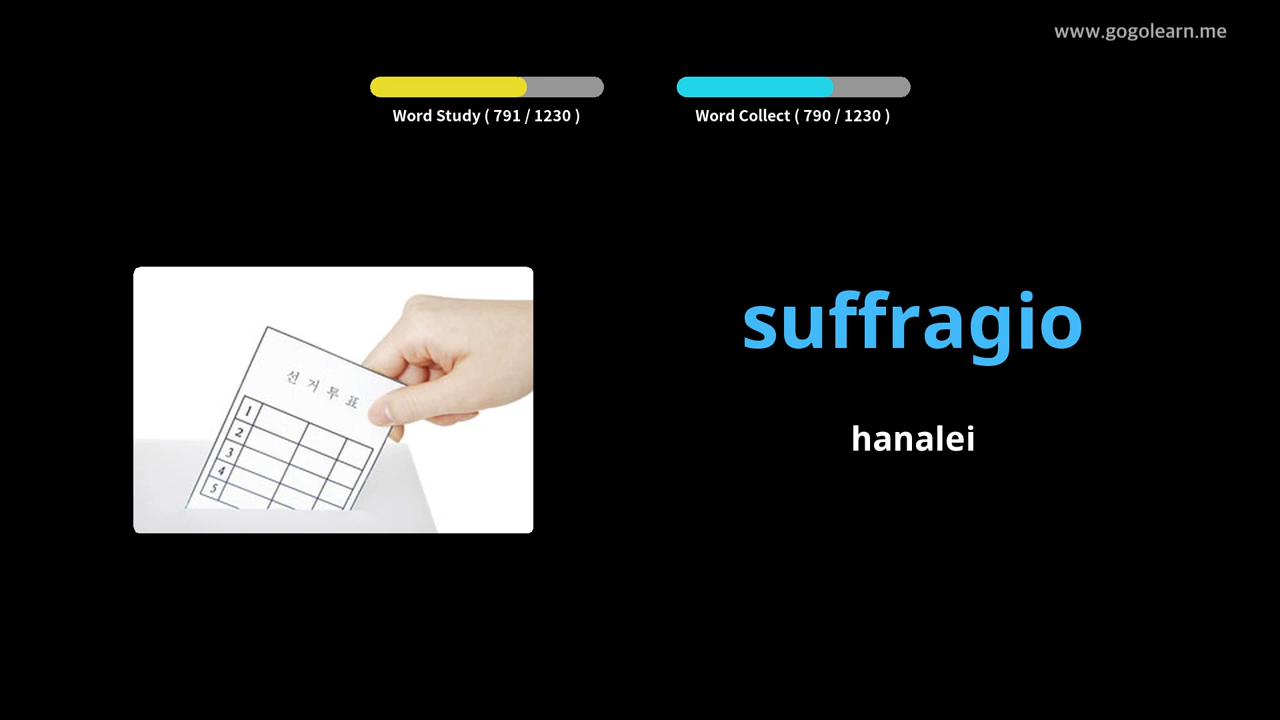 www.gogolearn.me
Word Study ( 791 / 1230 )
Word Collect ( 790 / 1230 )
선거투표
1
2
3
4
5
suffragio
hanalei